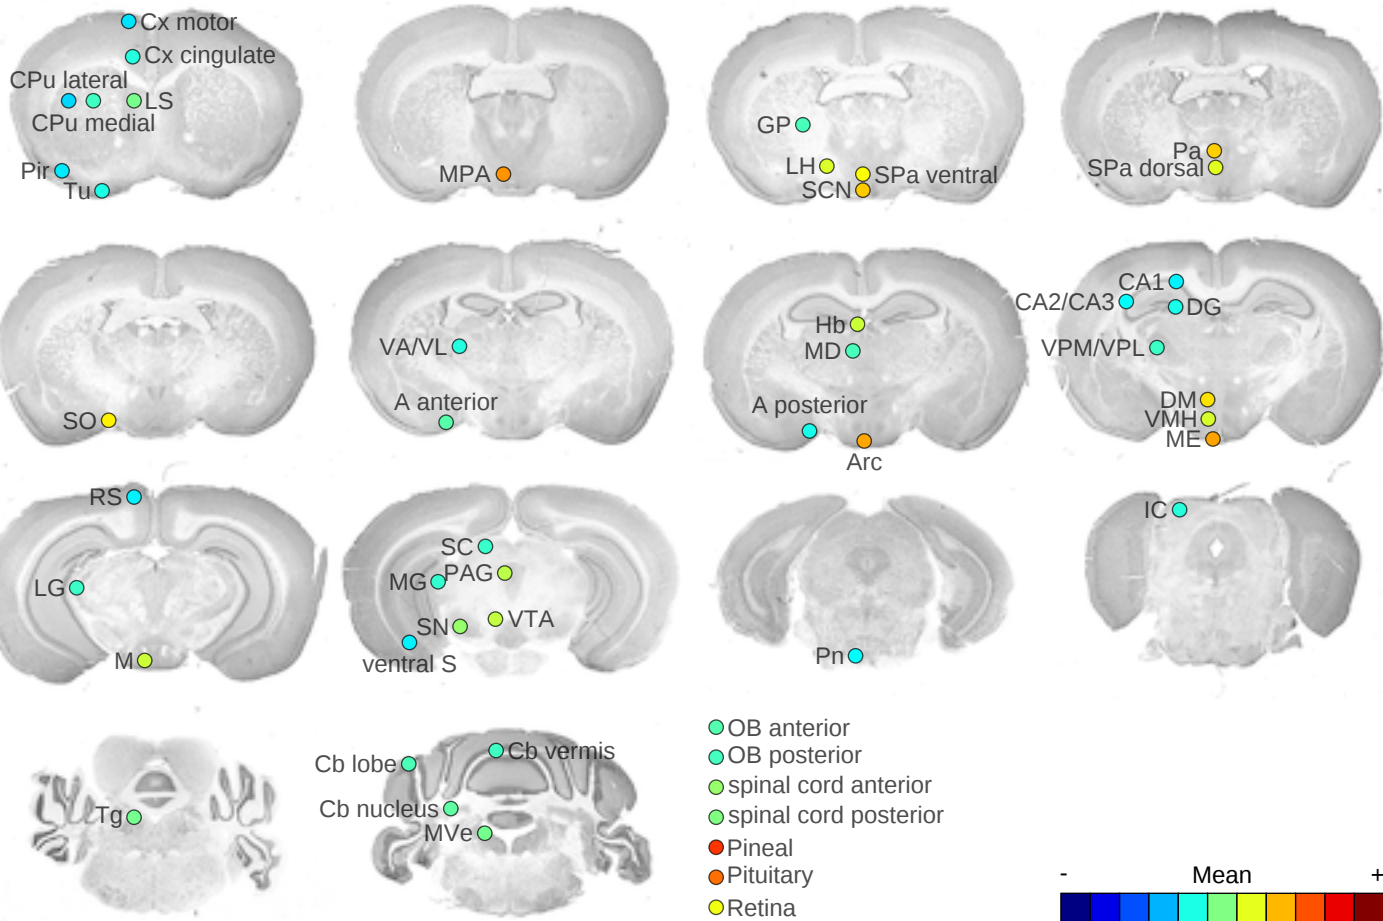 Cx motor
Cx cingulate
CPu lateral
LS
CPu medial
Pir
Tu
MPA
GP
LH
SPa ventral
SCN
Pa
SPa dorsal
SO
VA/VL
A anterior
Hb
MD
A posterior
Arc
CA1
CA2/CA3
DG
VPM/VPL
DM
VMH
ME
RS
LG
M
SC
MG
PAG
SN
VTA
ventral S
Pn
IC
Tg
Cb lobe
Cb vermis
Cb nucleus
MVe
OB anterior
OB posterior
spinal cord anterior
spinal cord posterior
Pineal
Pituitary
Retina
- Mean +